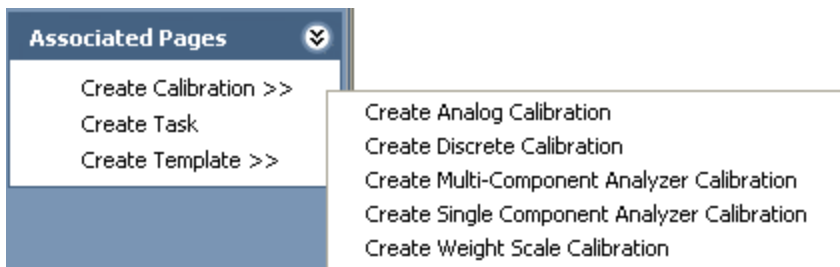 Associated Pages
Create Calibration >>
Create Task
Create Template >>
Create Analog Calibration
Create Discrete Calibration
Create Multi-Component Analyzer Calibration
Create Single Component Analyzer Calibration
Create Weight Scale Calibration